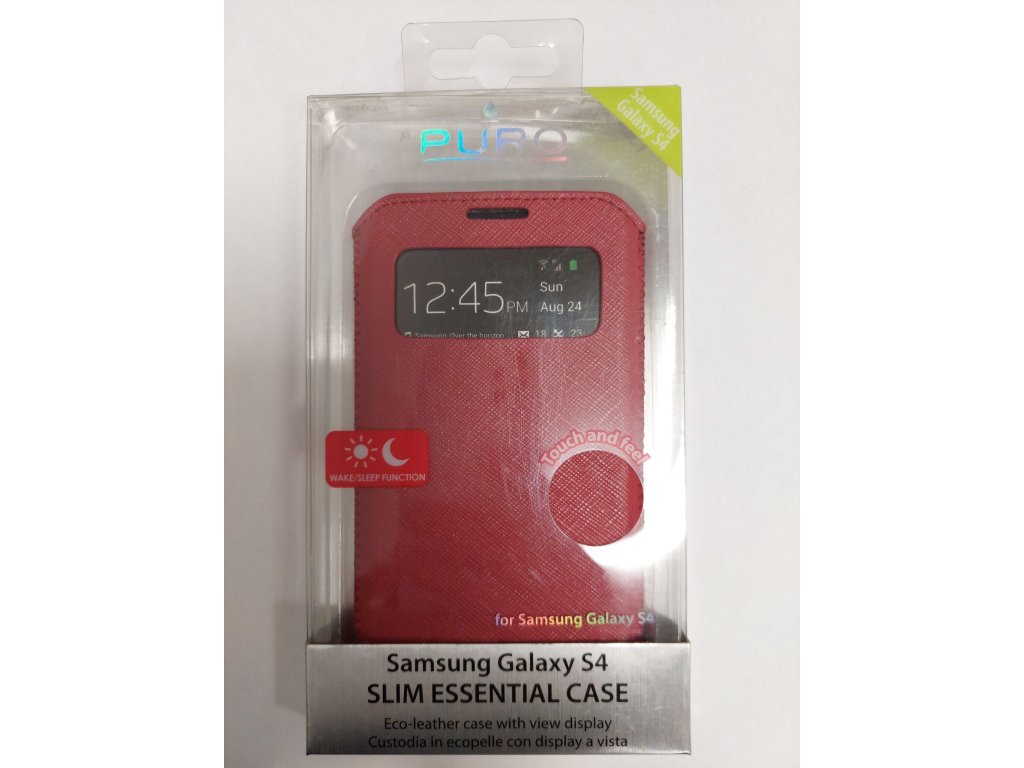 Samsung
Galaxy S4
PURO
12:45PM
Sun
Aug 24
Samsung: Over the horizon
18
23
WAKE/SLEEP FUNCTION
Touch and feel
for Samsung Galaxy S4
Samsung Galaxy S4
SLIM ESSENTIAL CASE
Eco-leather case with view display
Custodia in ecopelle con display a vista